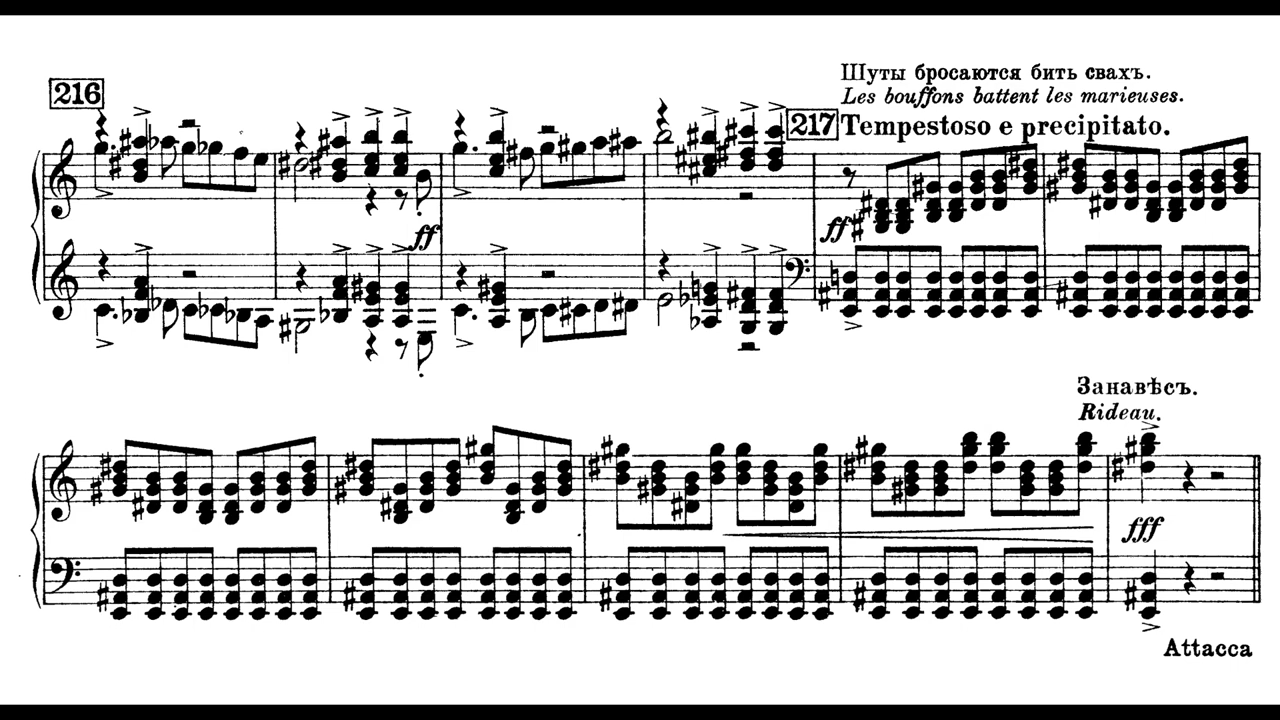 216
Шуты бросаются бить свахъ.
Les bouffons battent les marieuses.
217 Tempestoso e precipitato.
ff
ff
Занавѣсъ.
Rideau.
fff
Attacca